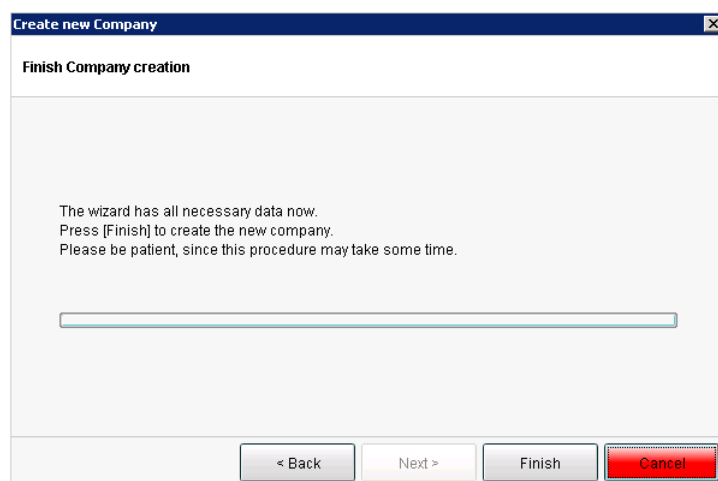 Create new Company
Finish Company creation
The wizard has all necessary data now.
Press [Finish] to create the new company.
Please be patient, since this procedure may take some time.
< Back
Next >
Finish
Cancel